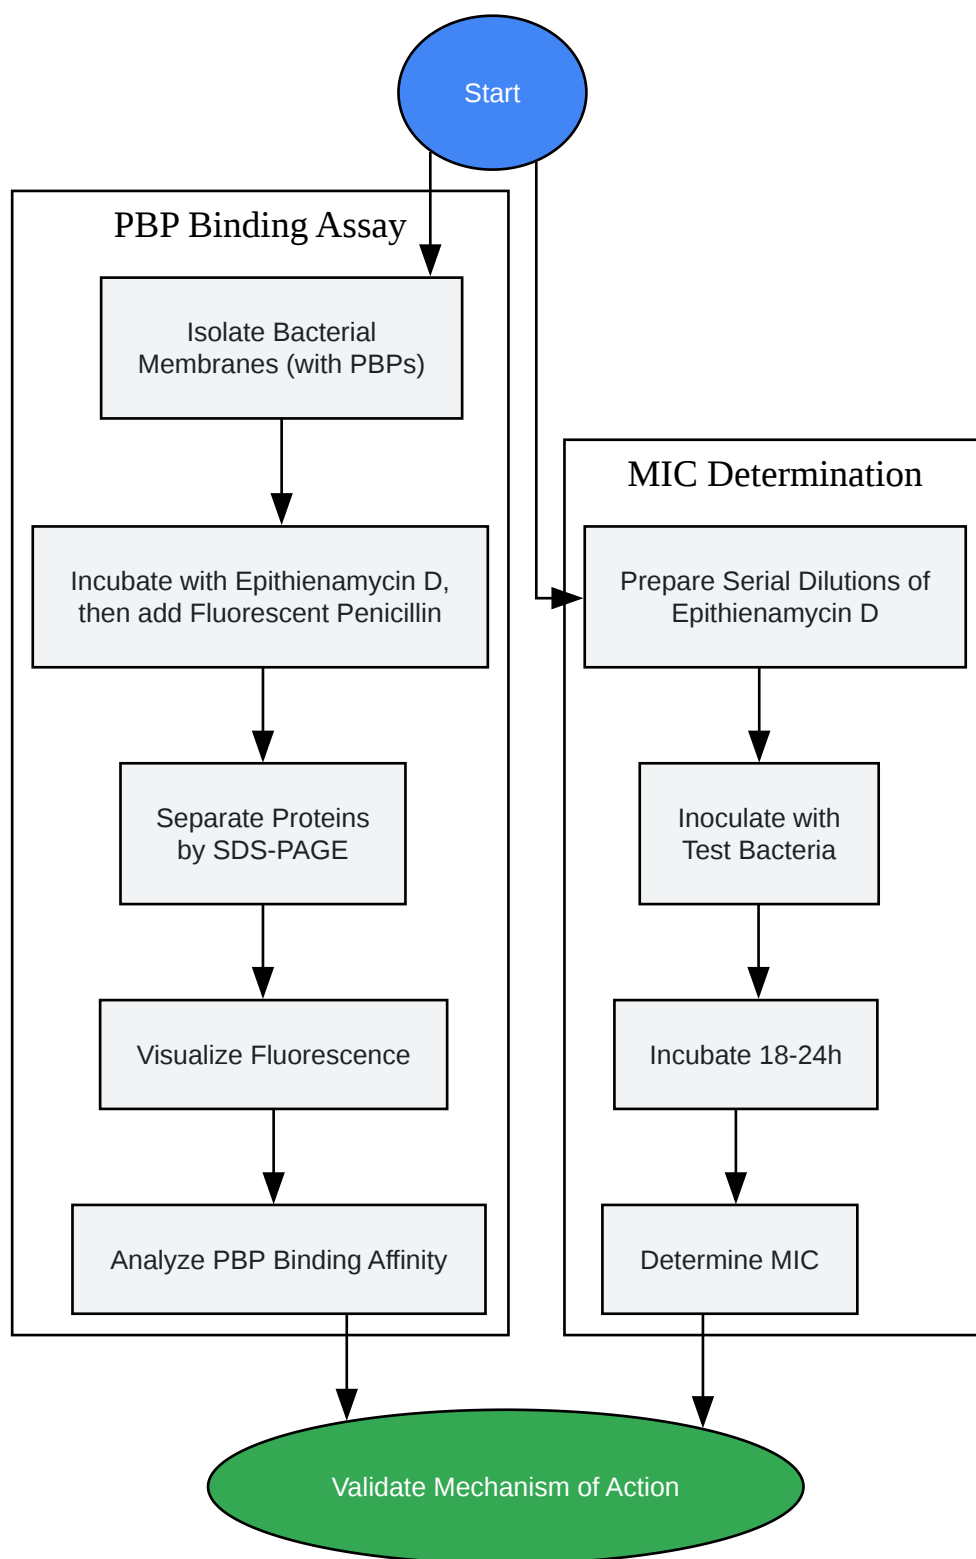 Start
PBP Binding Assay
Isolate Bacterial
Membranes (with PBPs)
Incubate with Epithienamycin D,
then add Fluorescent Penicillin
Separate Proteins
by SDS-PAGE
Visualize Fluorescence
Analyze PBP Binding Affinity
MIC Determination
Prepare Serial Dilutions of
Epithienamycin D
Inoculate with
Test Bacteria
Incubate 18-24h
Determine MIC
Validate Mechanism of Action